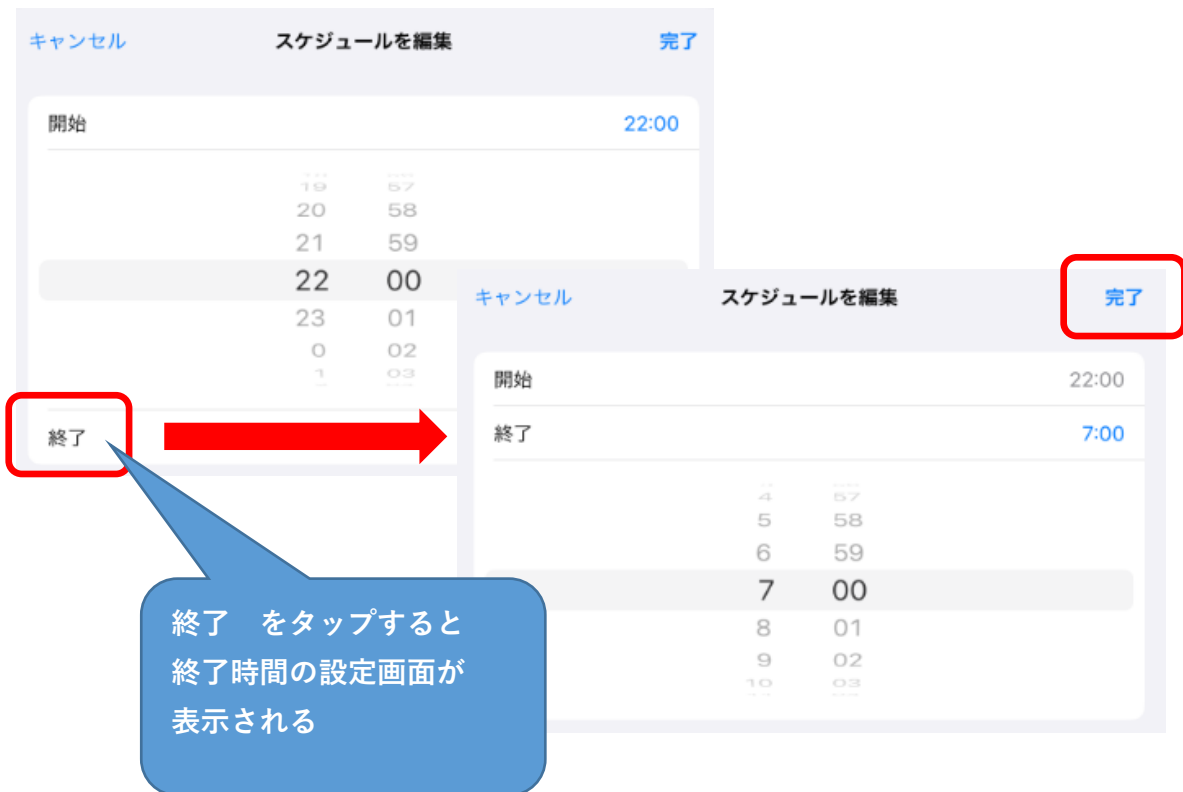 キャンセル スケジュールを編集 完了
開始 22:00
19 57
20 58
21 59
22 00
23 01
0 02
1 03
終了
キャンセル スケジュールを編集 完了
開始 22:00
終了 7:00
4 57
5 58
6 59
7 00
8 01
9 02
10 03
終了　をタップすると
終了時間の設定画面が
表示される